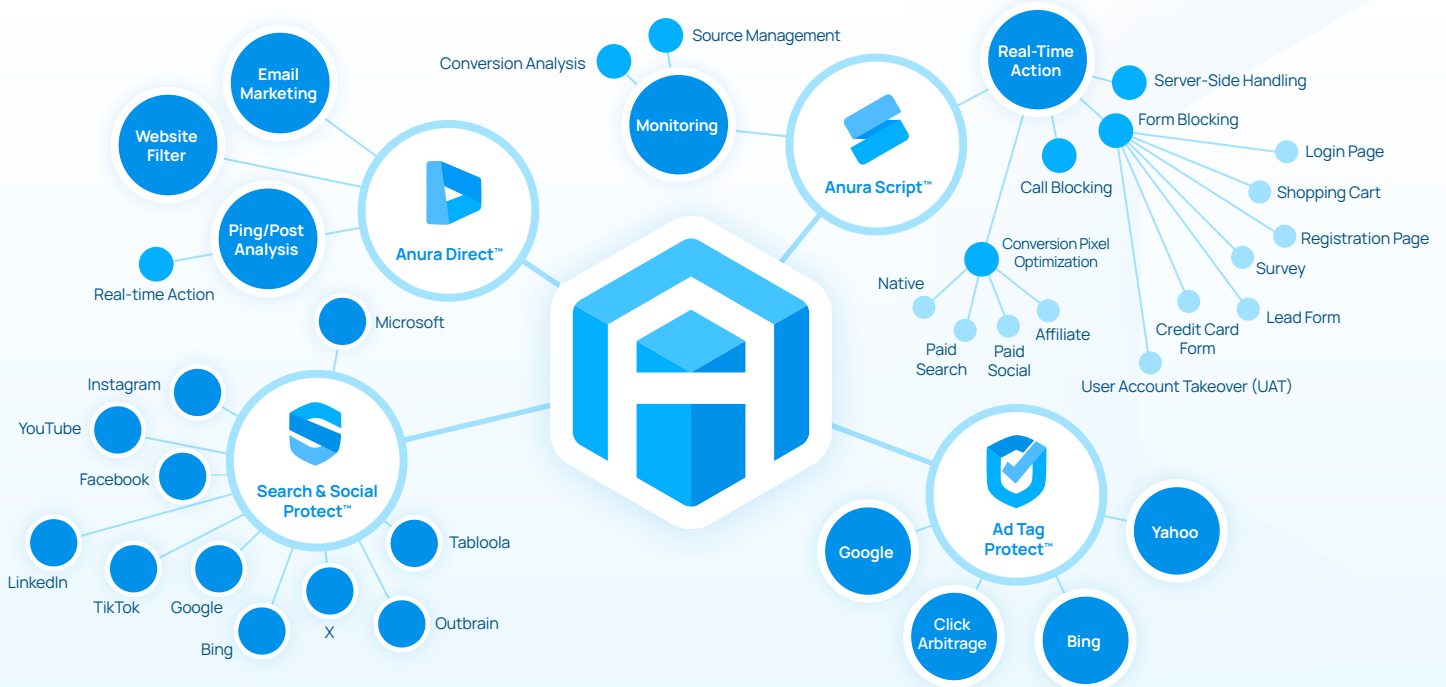 Email
Marketing
Website
Filter
Ping/Post
Analysis
Real-time Action
Anura Direct™
Conversion Analysis
Source Management
Monitoring
Anura Script™
Real-Time
Action
Server-Side Handling
Form Blocking
Call Blocking
Login Page
Shopping Cart
Registration Page
Survey
Lead Form
Credit Card
Form
User Account Takeover (UAT)
Conversion Pixel
Optimization
Native
Paid
Search
Paid
Social
Affiliate
Microsoft
Instagram
YouTube
Facebook
LinkedIn
TikTok
Google
Bing
X
Outbrain
Tabloola
Search & Social
Protect™
Ad Tag
Protect™
Google
Click
Arbitrage
Bing
Yahoo